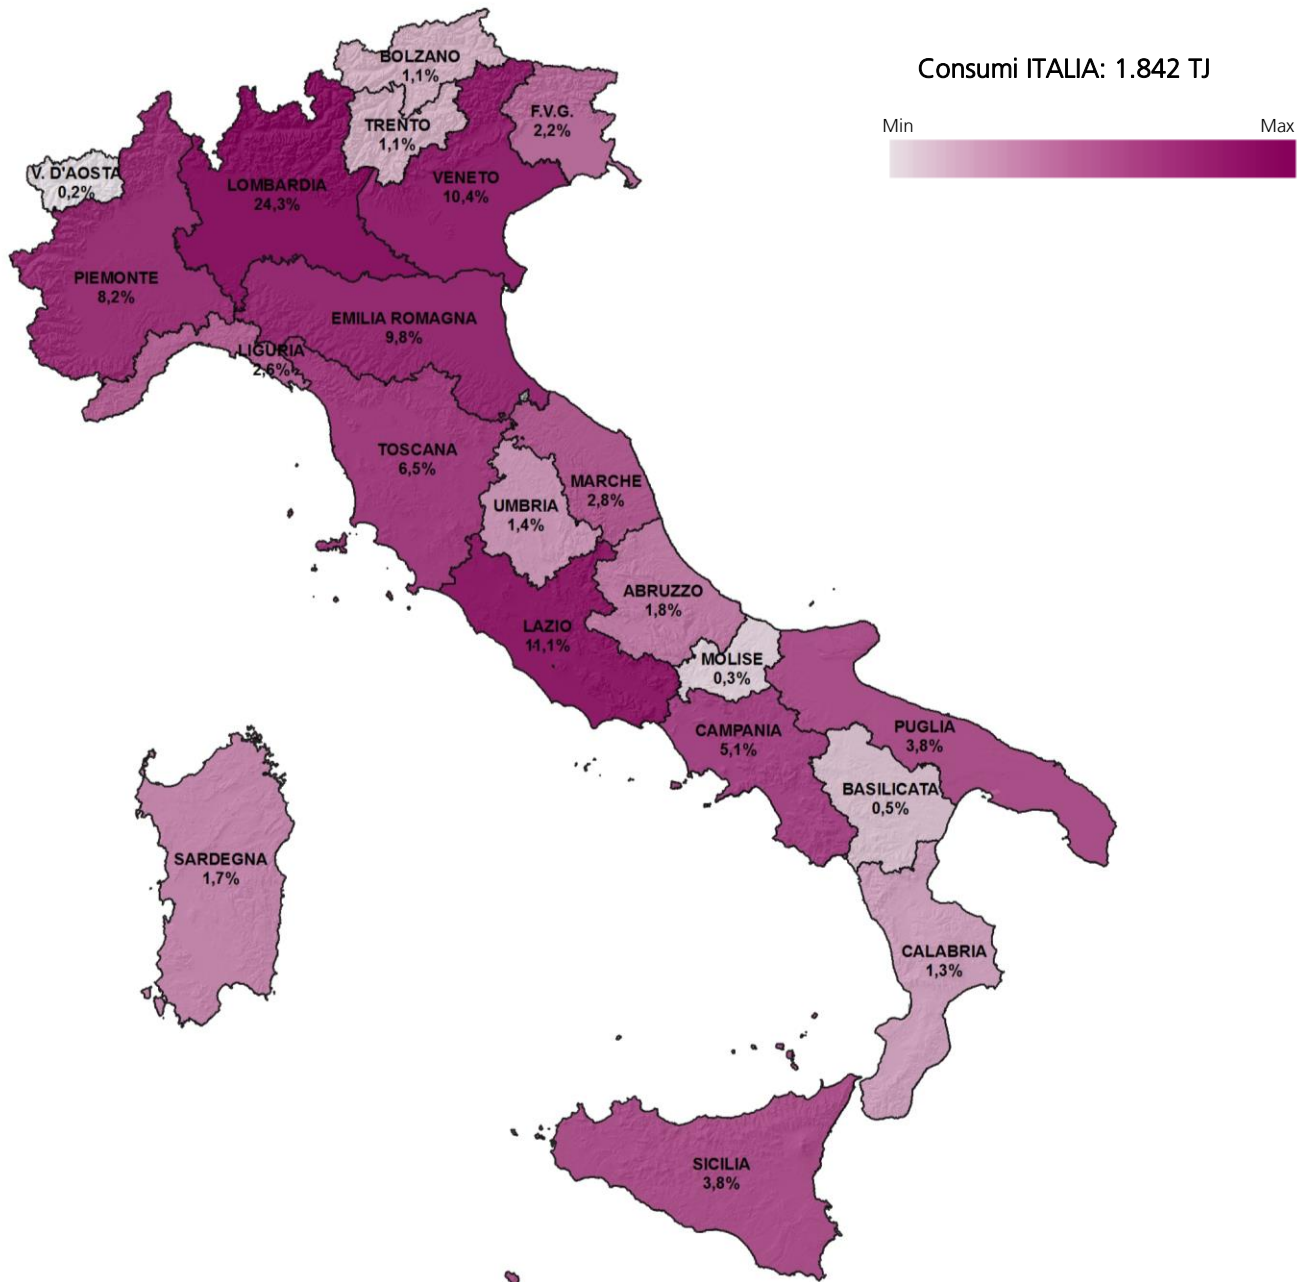 Consumi ITALIA: 1.842 TJ
Min
Max
BOLZANO
1,1%
TRENTO
1,1%
F.V.G.
2,2%
V. D'AOSTA
0,2%
LOMBARDIA
24,3%
VENETO
10,4%
PIEMONTE
8,2%
EMILIA ROMAGNA
9,8%
LIGURIA
2,6%
TOSCANA
6,5%
MARCHE
2,8%
UMBRIA
1,4%
ABRUZZO
1,8%
LAZIO
11,1%
MOLISE
0,3%
CAMPANIA
5,1%
PUGLIA
3,8%
BASILICATA
0,5%
SARDEGNA
1,7%
CALABRIA
1,3%
SICILIA
3,8%